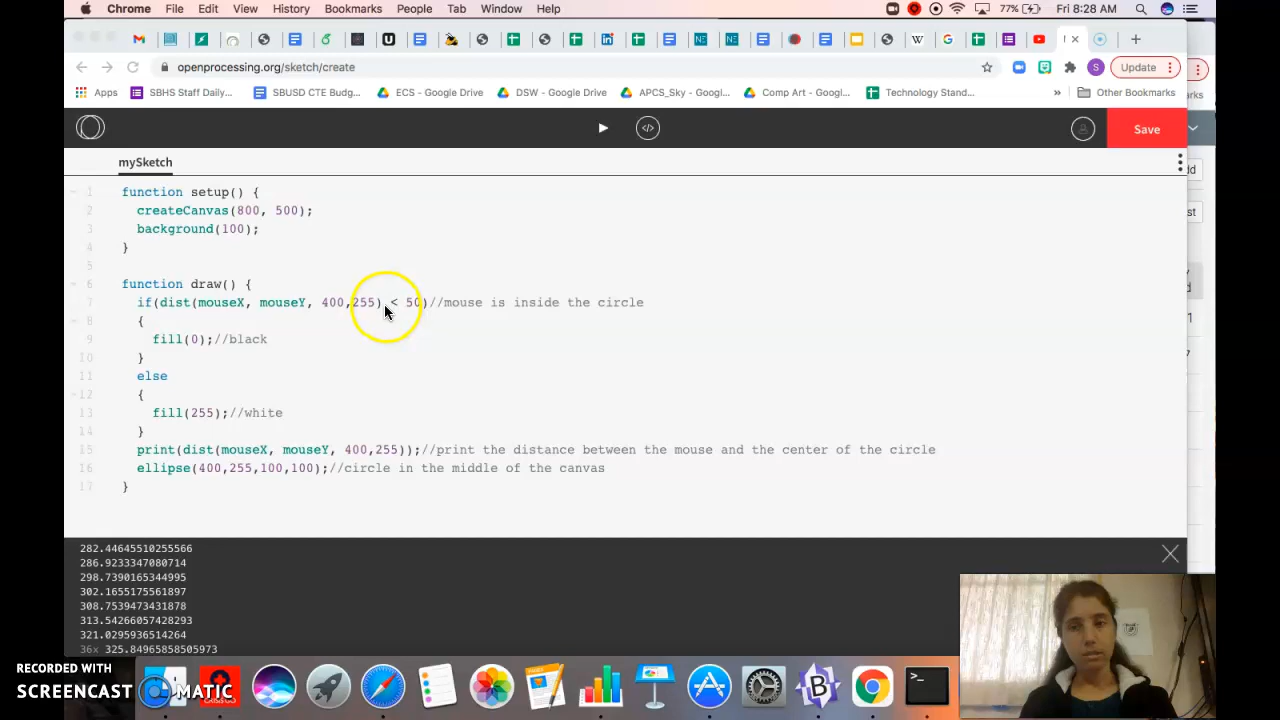 Chrome File Edit View History Bookmarks People Tab Window Help 77% Fri 8:28 AM
openprocessing.org/sketch/create Update
Apps SBHS Staff Daily... SBUSD CTE Budg... ECS - Google Drive DSW - Google Drive APCS_Sky - Googl... Comp Art - Googl... Technology Stand... » Other Bookmarks
Save
mySketch
1 function setup() {
2 createCanvas(800, 500);
3 background(100);
4 }
5
6 function draw() {
7 if(dist(mouseX, mouseY, 400,255) < 50)//mouse is inside the circle
8 {
9 fill(0);//black
10 }
11 else
12 {
13 fill(255);//white
14 }
15 print(dist(mouseX, mouseY, 400,255));//print the distance between the mouse and the center of the circle
16 ellipse(400,255,100,100);//circle in the middle of the canvas
17 }
282.44645510255566
286.9233347080714
298.7390165344995
302.1655175561897
308.7539473431878
313.54266057428293
321.0295936514264
36x 325.84965858505973
RECORDED WITH
SCREENCAST MATIC